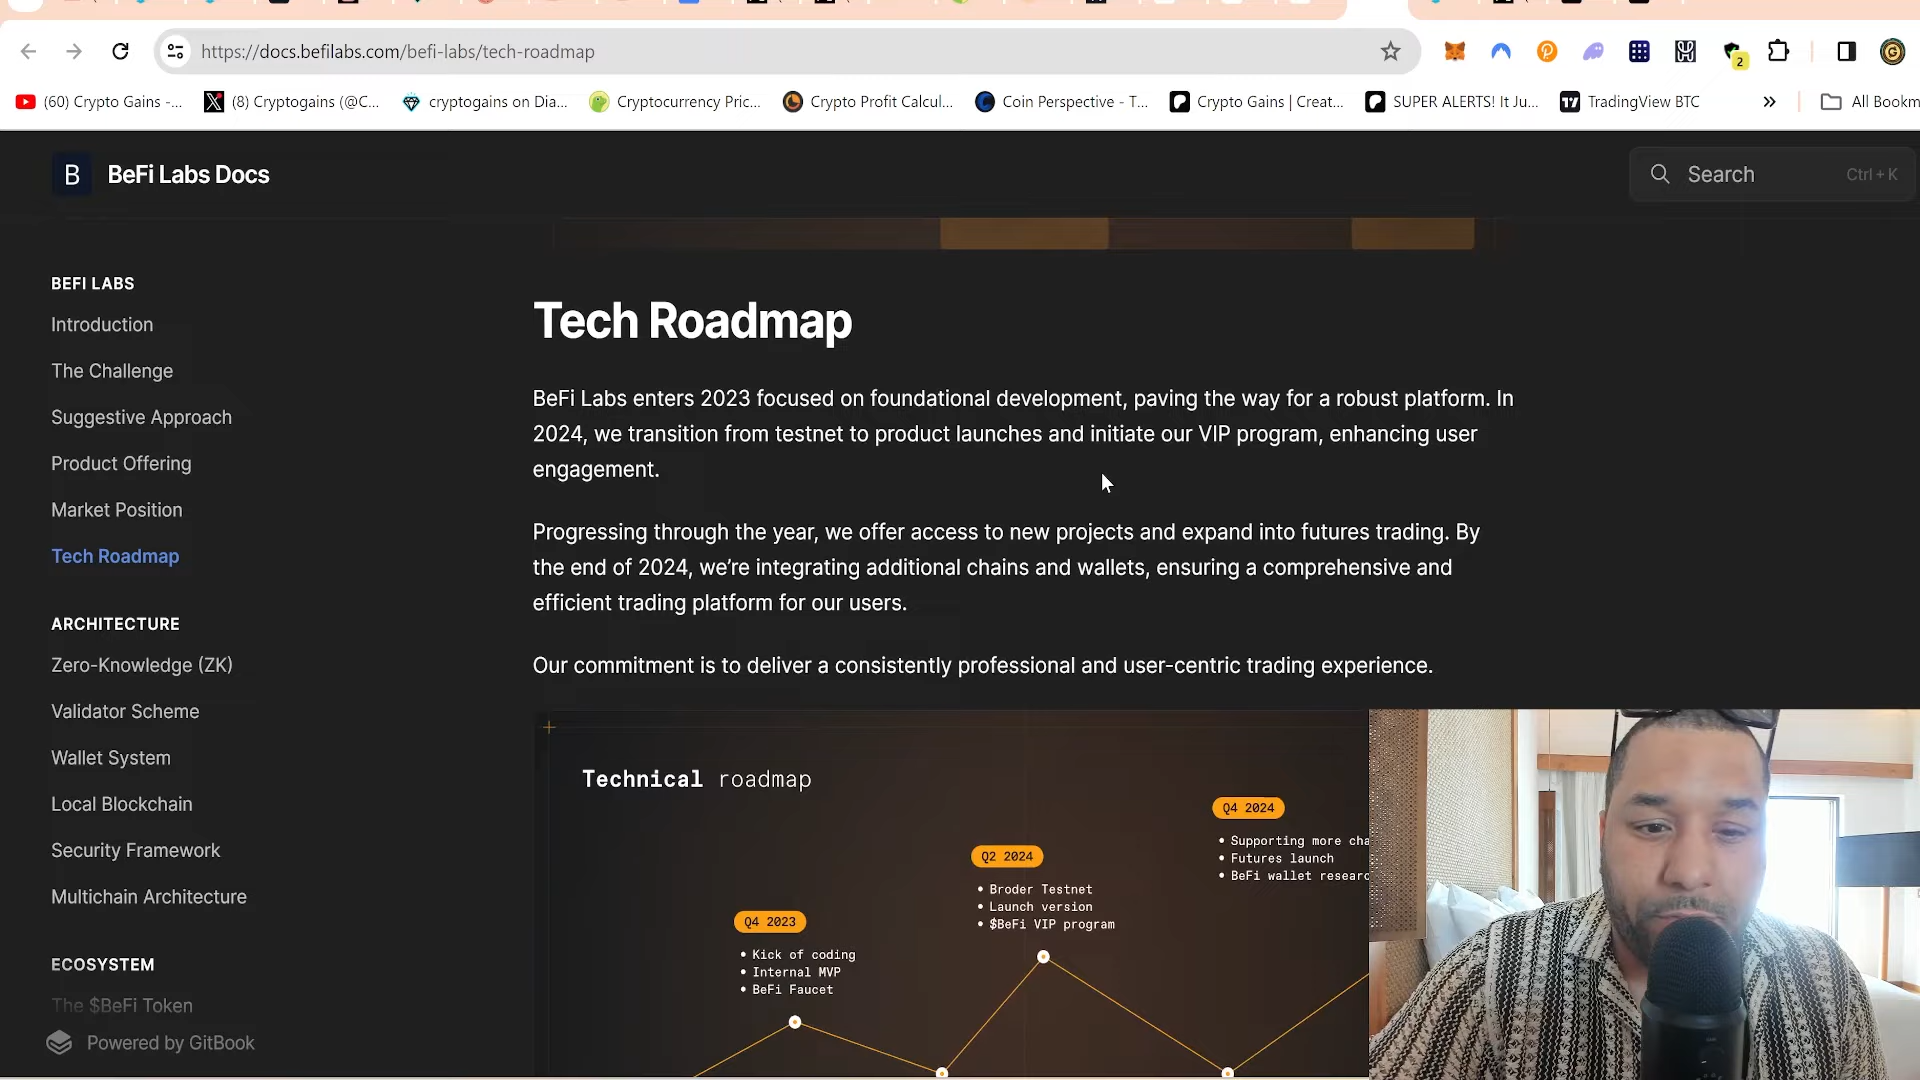 https://docs.befilabs.com/befi-labs/tech-roadmap
2
G
(60) Crypto Gains -...
(8) Cryptogains (@C...
cryptogains on Dia...
Cryptocurrency Pric...
Crypto Profit Calcul...
Coin Perspective - T...
Crypto Gains | Creat...
SUPER ALERTS! It Ju...
TradingView BTC
All Bookm
B
BeFi Labs Docs
Search
Ctrl + K
BEFI LABS
Introduction
The Challenge
Suggestive Approach
Product Offering
Market Position
Tech Roadmap
ARCHITECTURE
Zero-Knowledge (ZK)
Validator Scheme
Wallet System
Local Blockchain
Security Framework
Multichain Architecture
ECOSYSTEM
The $BeFi Token
Powered by GitBook
Tech Roadmap
BeFi Labs enters 2023 focused on foundational development, paving the way for a robust platform. In
2024, we transition from testnet to product launches and initiate our VIP program, enhancing user
engagement.
Progressing through the year, we offer access to new projects and expand into futures trading. By
the end of 2024, we’re integrating additional chains and wallets, ensuring a comprehensive and
efficient trading platform for our users.
Our commitment is to deliver a consistently professional and user-centric trading experience.
Technical roadmap
Q4 2023
• Kick of coding
• Internal MVP
• BeFi Faucet
Q2 2024
• Broder Testnet
• Launch version
• $BeFi VIP program
Q4 2024
• Supporting more cha
• Futures launch
• BeFi wallet researc